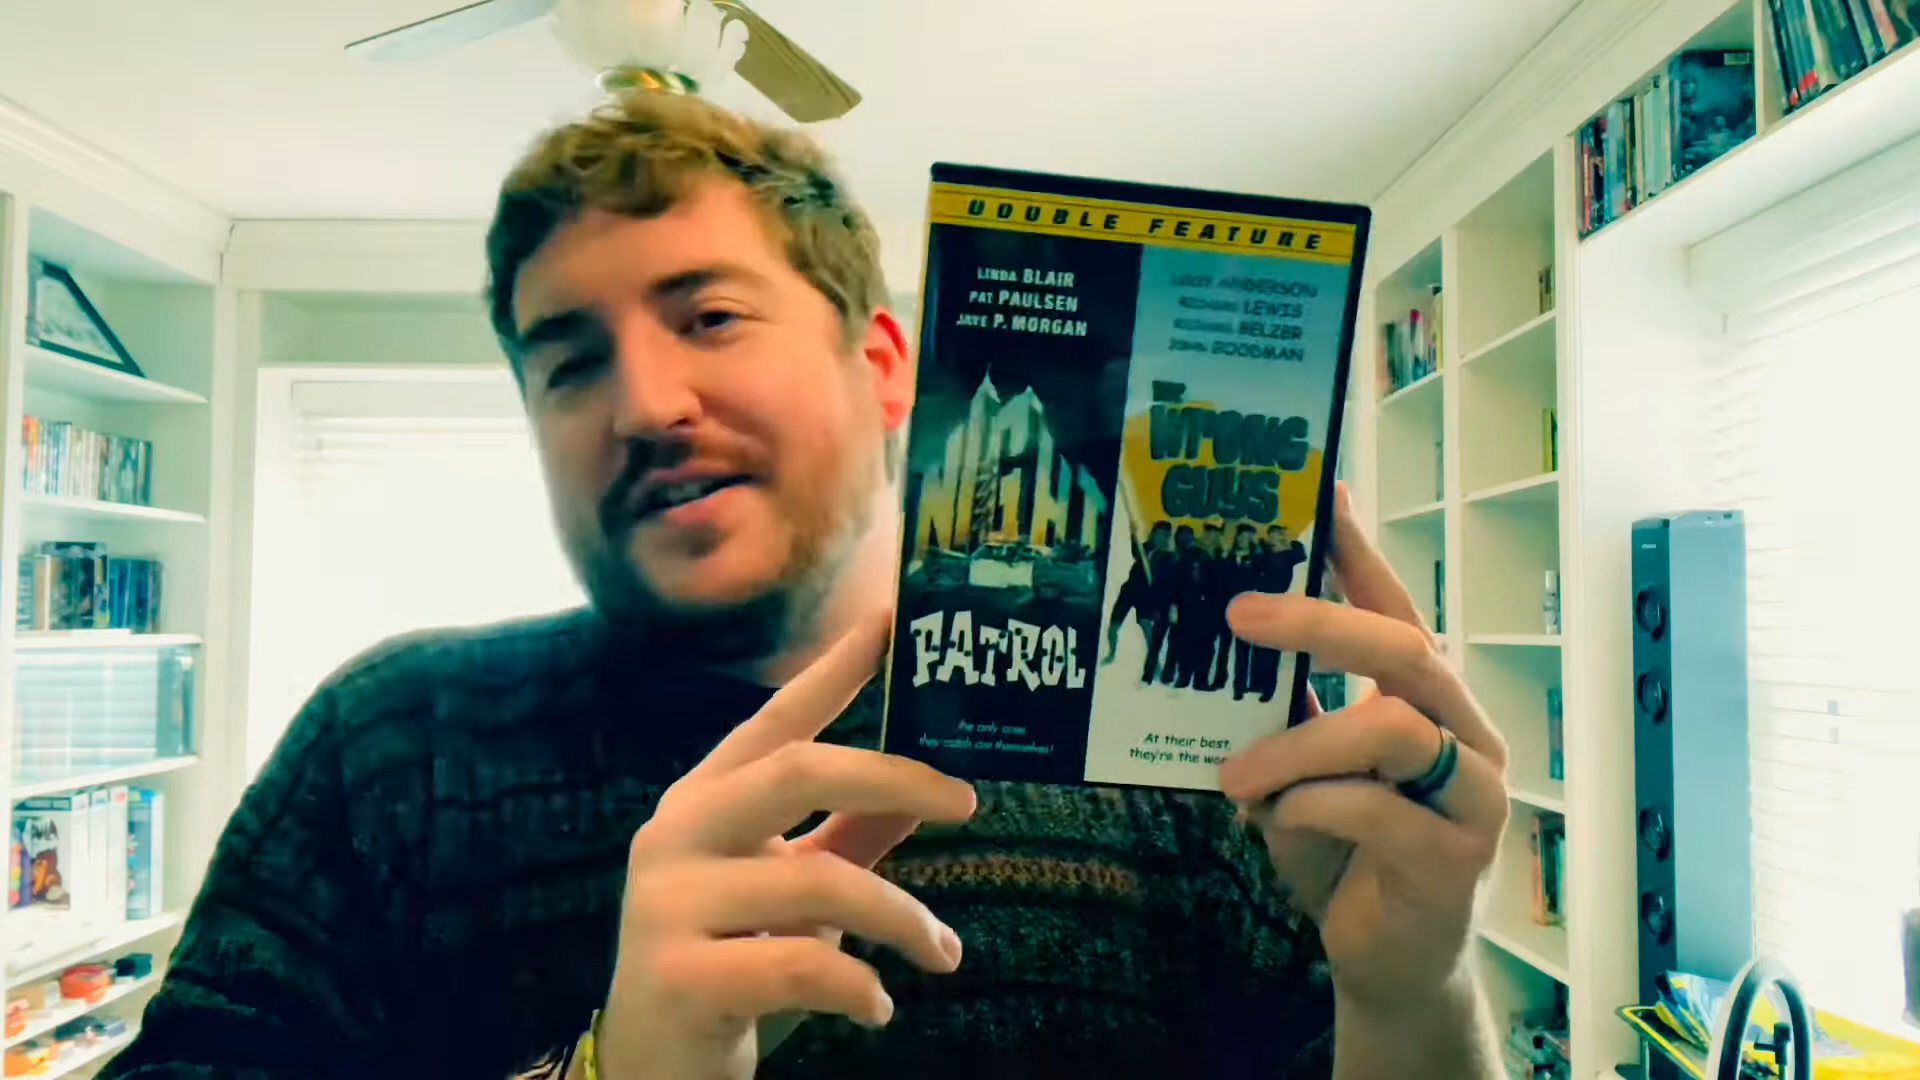 DOUBLE FEATURE
LINDA BLAIR
PAT PAULSEN
JAYE P. MORGAN
NIGHT
PATROL
the only ones
they catch are themselves!
ANDERSON
RICHARD LEWIS
RICHARD BELZER
JOHN GOODMAN
THE
WRONG
GUYS
At their best,
they're the